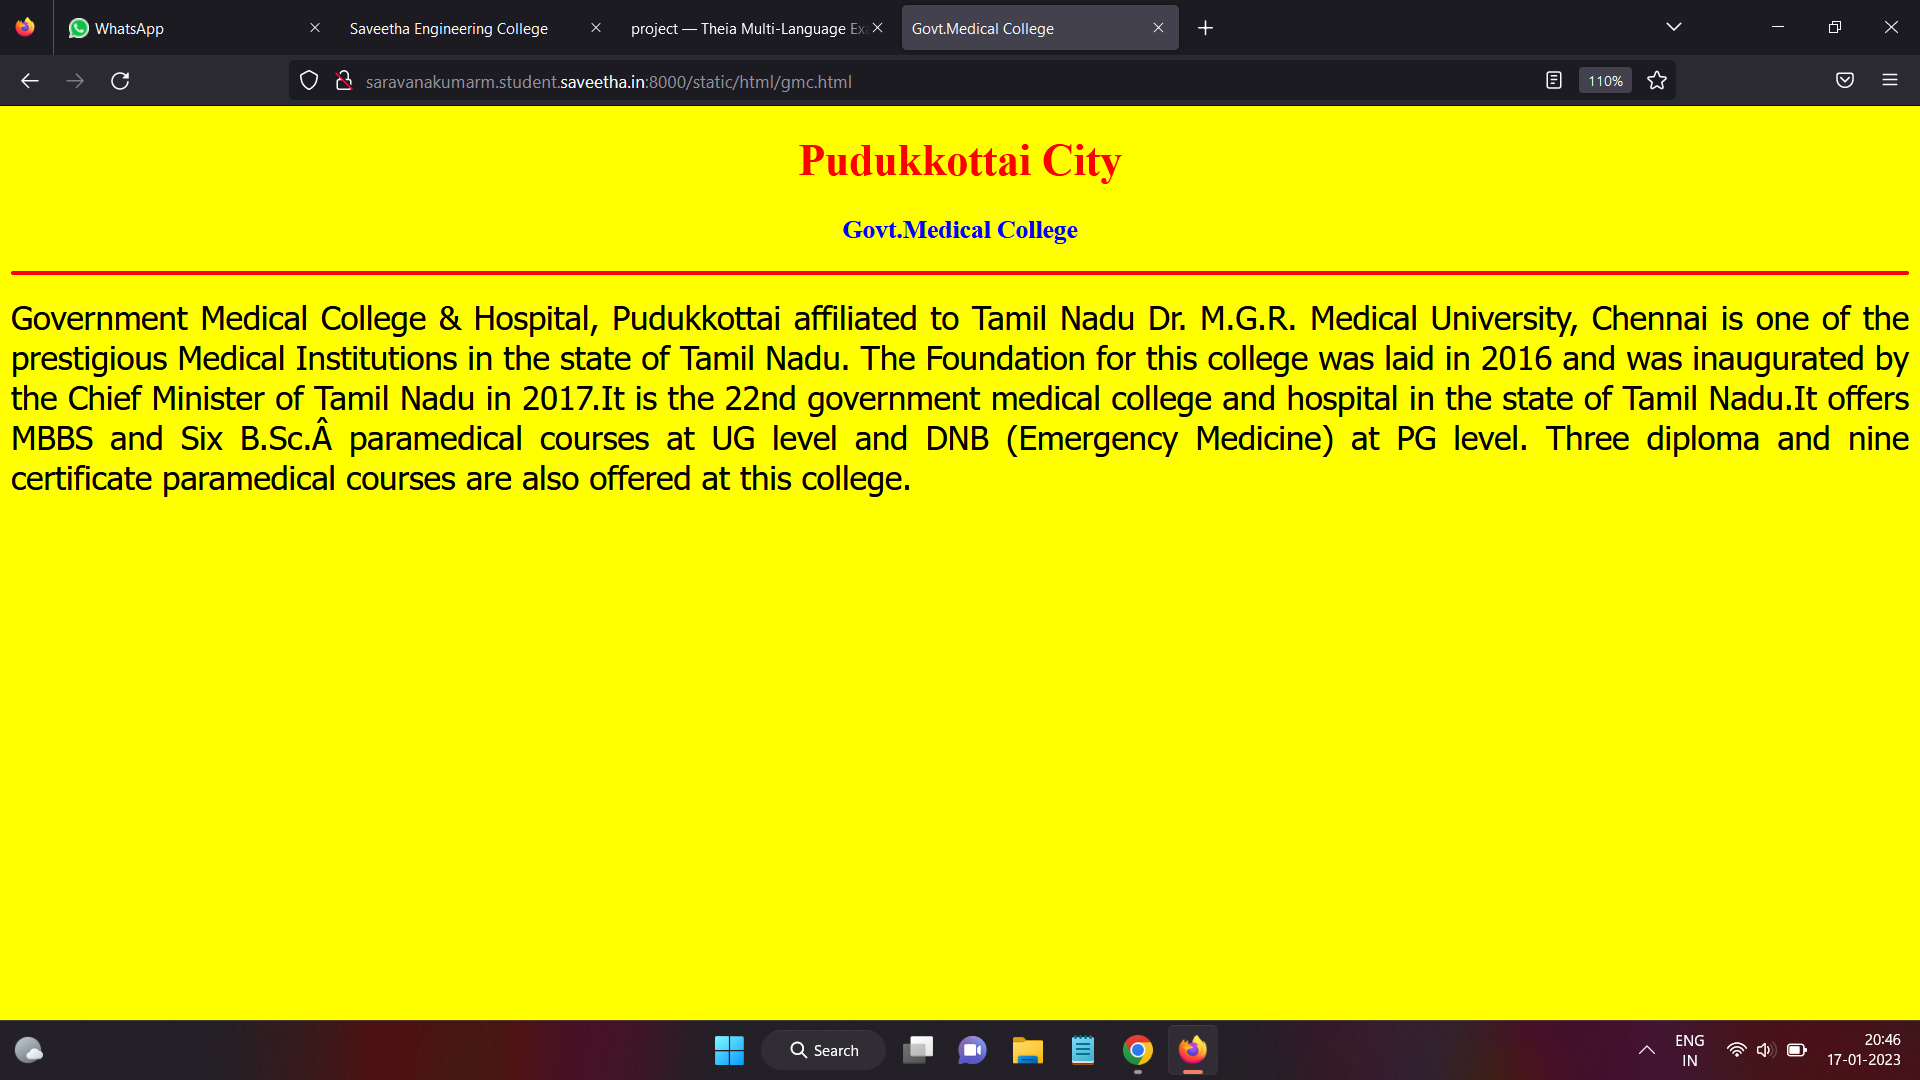 WhatsApp
Saveetha Engineering College
project — Theia Multi-Language Ex
Govt.Medical College
saravanakumarm.student.saveetha.in:8000/static/html/gmc.html
110%
Pudukkottai City
Govt.Medical College
Government Medical College & Hospital, Pudukkottai affiliated to Tamil Nadu Dr. M.G.R. Medical University, Chennai is one of the
prestigious Medical Institutions in the state of Tamil Nadu. The Foundation for this college was laid in 2016 and was inaugurated by
the Chief Minister of Tamil Nadu in 2017.It is the 22nd government medical college and hospital in the state of Tamil Nadu.It offers
MBBS and Six B.Sc.Â paramedical courses at UG level and DNB (Emergency Medicine) at PG level. Three diploma and nine
certificate paramedical courses are also offered at this college.
Search
ENG
IN
20:46
17-01-2023